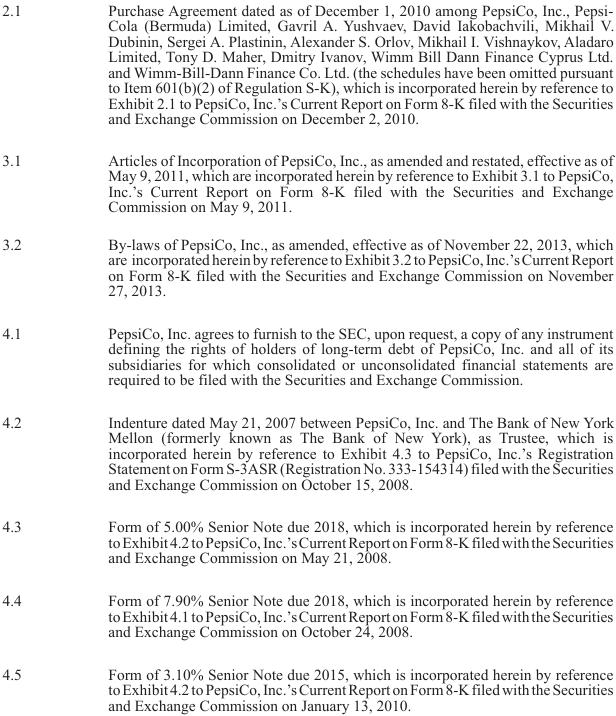 2.1 Purchase Agreement dated as of December 1, 2010 among PepsiCo, Inc., Pepsi-
Cola (Bermuda) Limited, Gavril A. Yushvaev, David Iakobachvili, Mikhail V.
Dubinin, Sergei A. Plastinin, Alexander S. Orlov, Mikhail I. Vishnaykov, Aladaro
Limited, Tony D. Maher, Dmitry Ivanov, Wimm Bill Dann Finance Cyprus Ltd.
and Wimm-Bill-Dann Finance Co. Ltd. (the schedules have been omitted pursuant
to Item 601(b)(2) of Regulation S-K), which is incorporated herein by reference to
Exhibit 2.1 to PepsiCo, Inc.'s Current Report on Form 8-K filed with the Securities
and Exchange Commission on December 2, 2010.
3.1 Articles of Incorporation of PepsiCo, Inc., as amended and restated, effective as of
May 9, 2011, which are incorporated herein by reference to Exhibit 3.1 to PepsiCo,
Inc.'s Current Report on Form 8-K filed with the Securities and Exchange
Commission on May 9, 2011.
3.2 By-laws of PepsiCo, Inc., as amended, effective as of November 22, 2013, which
are incorporated herein by reference to Exhibit 3.2 to PepsiCo, Inc.'s Current Report
on Form 8-K filed with the Securities and Exchange Commission on November
27, 2013.
4.1 PepsiCo, Inc. agrees to furnish to the SEC, upon request, a copy of any instrument
defining the rights of holders of long-term debt of PepsiCo, Inc. and all of its
subsidiaries for which consolidated or unconsolidated financial statements are
required to be filed with the Securities and Exchange Commission.
4.2 Indenture dated May 21, 2007 between PepsiCo, Inc. and The Bank of New York
Mellon (formerly known as The Bank of New York), as Trustee, which is
incorporated herein by reference to Exhibit 4.3 to PepsiCo, Inc.'s Registration
Statement on Form S-3ASR (Registration No. 333-154314) filed with the Securities
and Exchange Commission on October 15, 2008.
4.3 Form of 5.00% Senior Note due 2018, which is incorporated herein by reference
to Exhibit 4.2 to PepsiCo, Inc.'s Current Report on Form 8-K filed with the Securities
and Exchange Commission on May 21, 2008.
4.4 Form of 7.90% Senior Note due 2018, which is incorporated herein by reference
to Exhibit 4.1 to PepsiCo, Inc.'s Current Report on Form 8-K filed with the Securities
and Exchange Commission on October 24, 2008.
4.5 Form of 3.10% Senior Note due 2015, which is incorporated herein by reference
to Exhibit 4.2 to PepsiCo, Inc.'s Current Report on Form 8-K filed with the Securities
and Exchange Commission on January 13, 2010.